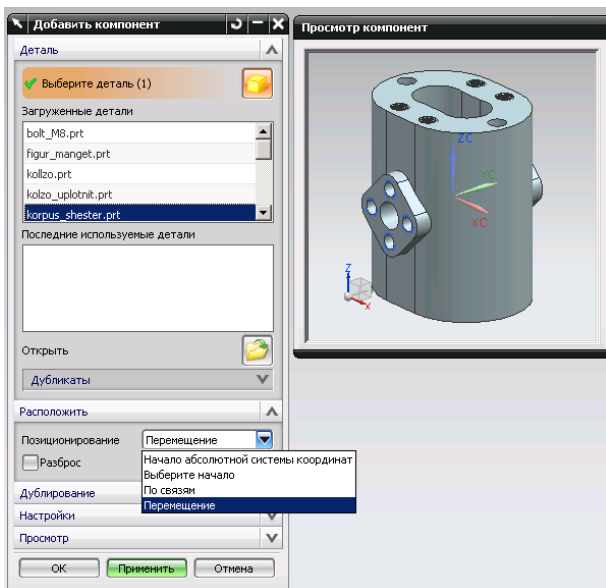 Добавить компонент
Деталь
Выберите деталь (1)
Загруженные детали
bolt_M8.prt
figur_manget.prt
kollzo.prt
kolzo_uplotnit.prt
korpus_shester.prt
Последние используемые детали
Открыть
Дубликаты
Расположить
Позиционирование Перемещение
Разброс
Начало абсолютной системы координат
Выберите начало
По связям
Перемещение
Дублирование
Настройки
Просмотр
ОК Применить Отмена
Просмотр компонент
ZC
YC
XC
Z
X